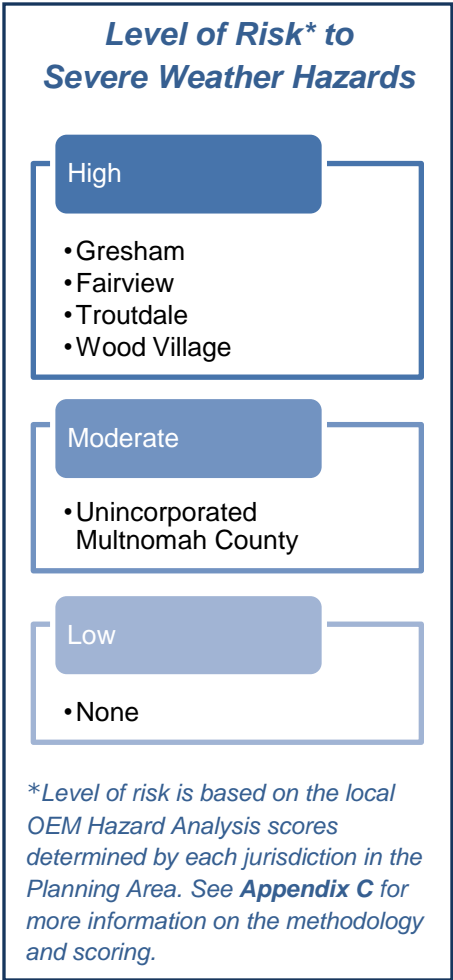 Level of Risk* to
Severe Weather Hazards
High
•Gresham
•Fairview
•Troutdale
•Wood Village
Moderate
•Unincorporated
Multnomah County
Low
•None
*Level of risk is based on the local
OEM Hazard Analysis scores
determined by each jurisdiction in the
Planning Area. See Appendix C for
more information on the methodology
and scoring.